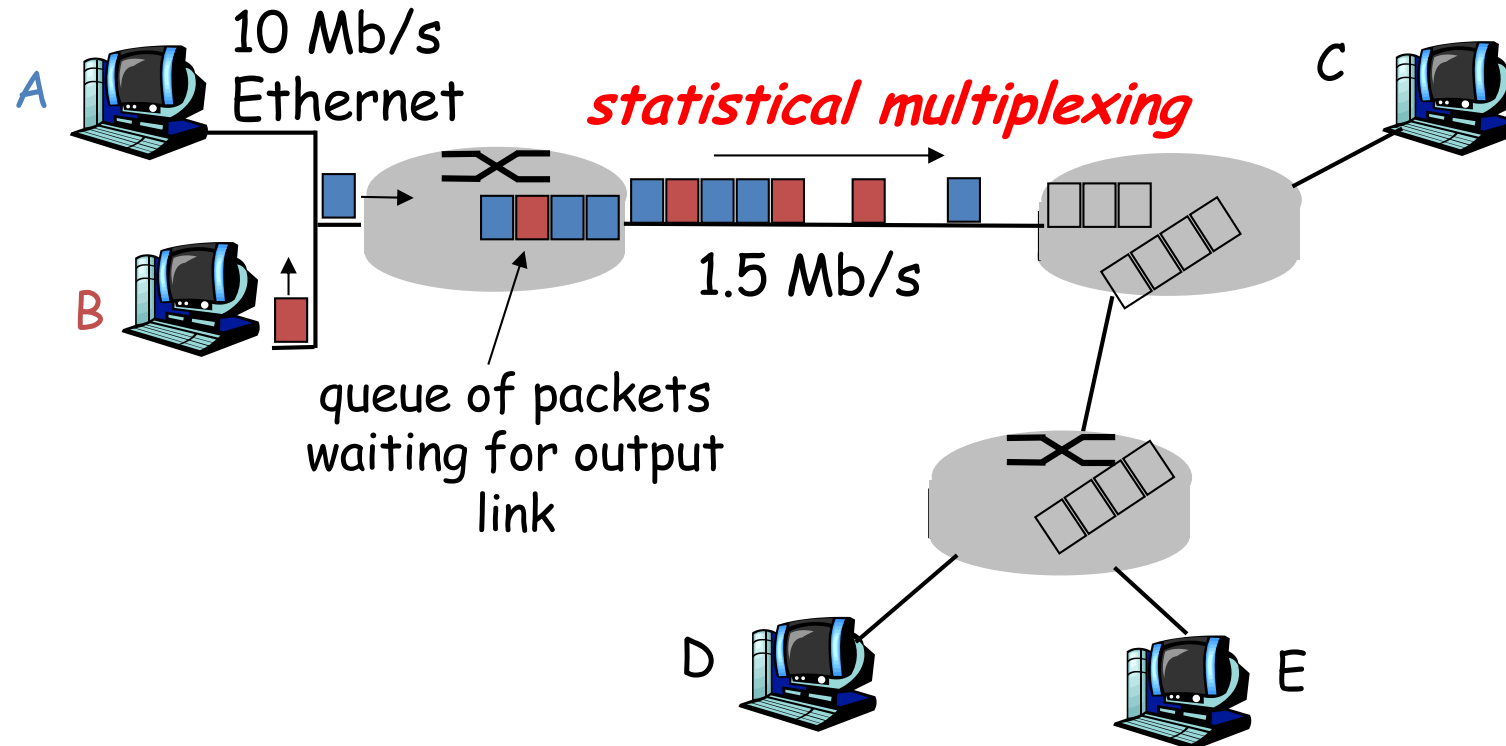 10 Mb/s
Ethernet
A
statistical multiplexing
C
1.5 Mb/s
B
queue of packets
waiting for output
link
D
E